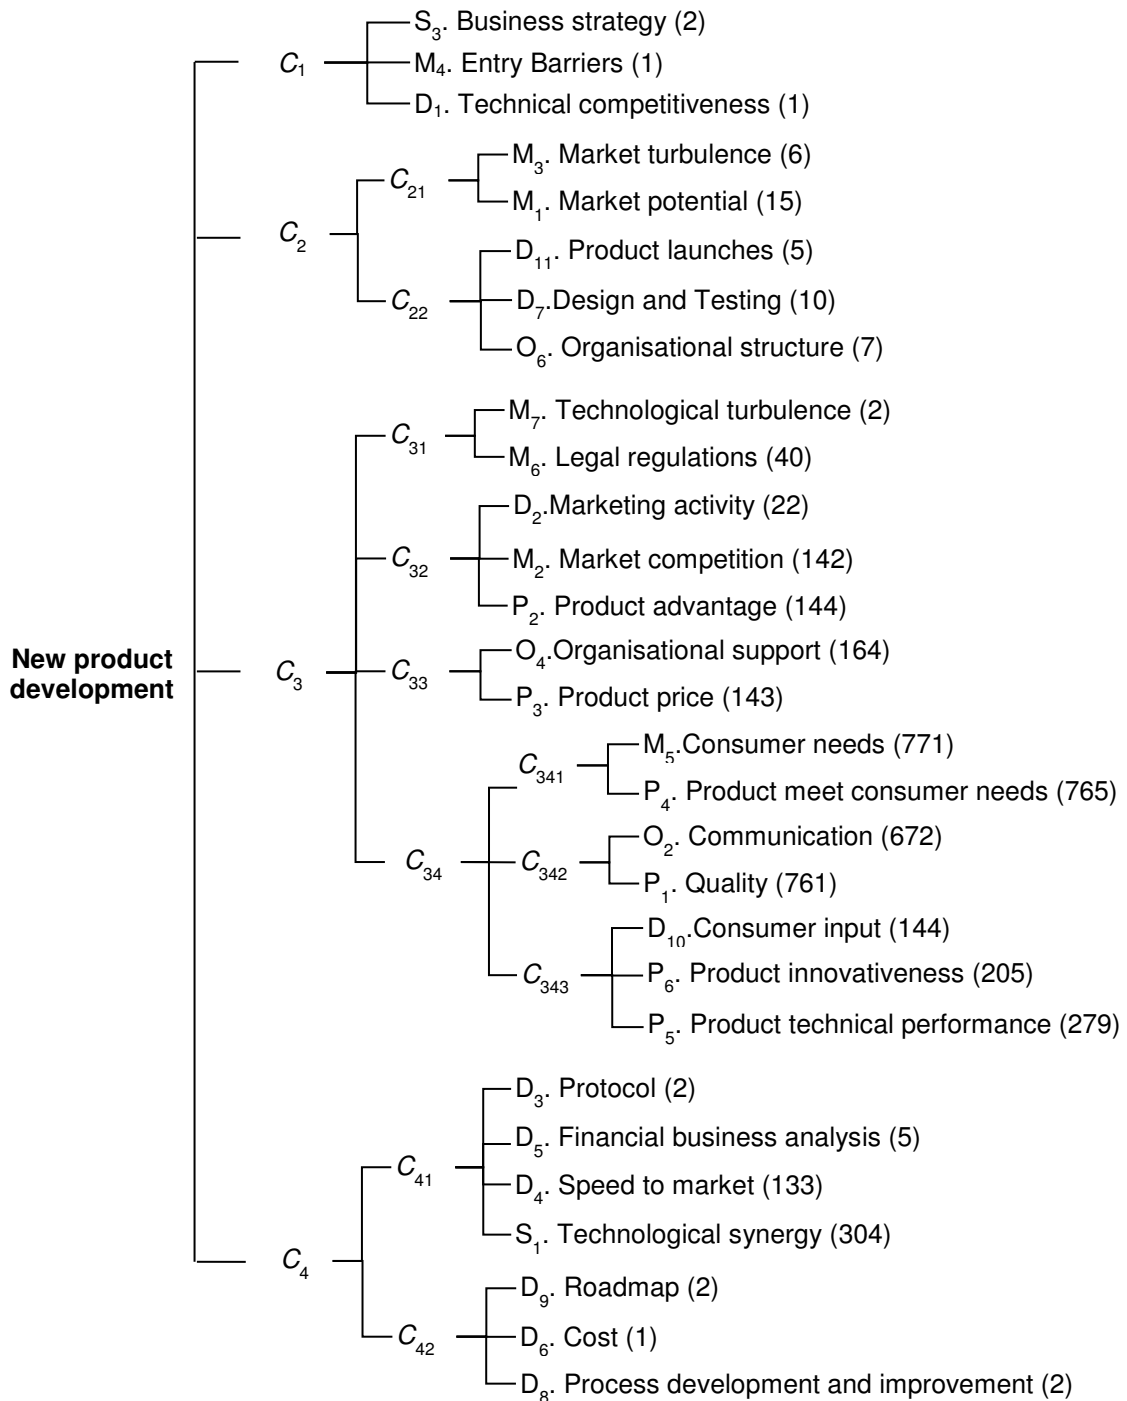 S₃. Business strategy (2)
C₁
M₄. Entry Barriers (1)
D₁. Technical competitiveness (1)
M₃. Market turbulence (6)
C₂₁
M₁. Market potential (15)
C₂
D₁₁. Product launches (5)
C₂₂
D₇.Design and Testing (10)
O₆. Organisational structure (7)
M₇. Technological turbulence (2)
C₃₁
M₆. Legal regulations (40)
D₂.Marketing activity (22)
C₃₂
M₂. Market competition (142)
P₂. Product advantage (144)
New product
development
C₃
C₃₃
O₄.Organisational support (164)
P₃. Product price (143)
M₅.Consumer needs (771)
C₃₄₁
P₄. Product meet consumer needs (765)
O₂. Communication (672)
C₃₄
C₃₄₂
P₁. Quality (761)
D₁₀.Consumer input (144)
C₃₄₃
P₆. Product innovativeness (205)
P₅. Product technical performance (279)
D₃. Protocol (2)
D₅. Financial business analysis (5)
C₄₁
D₄. Speed to market (133)
S₁. Technological synergy (304)
C₄
D₉. Roadmap (2)
C₄₂
D₆. Cost (1)
D₈. Process development and improvement (2)